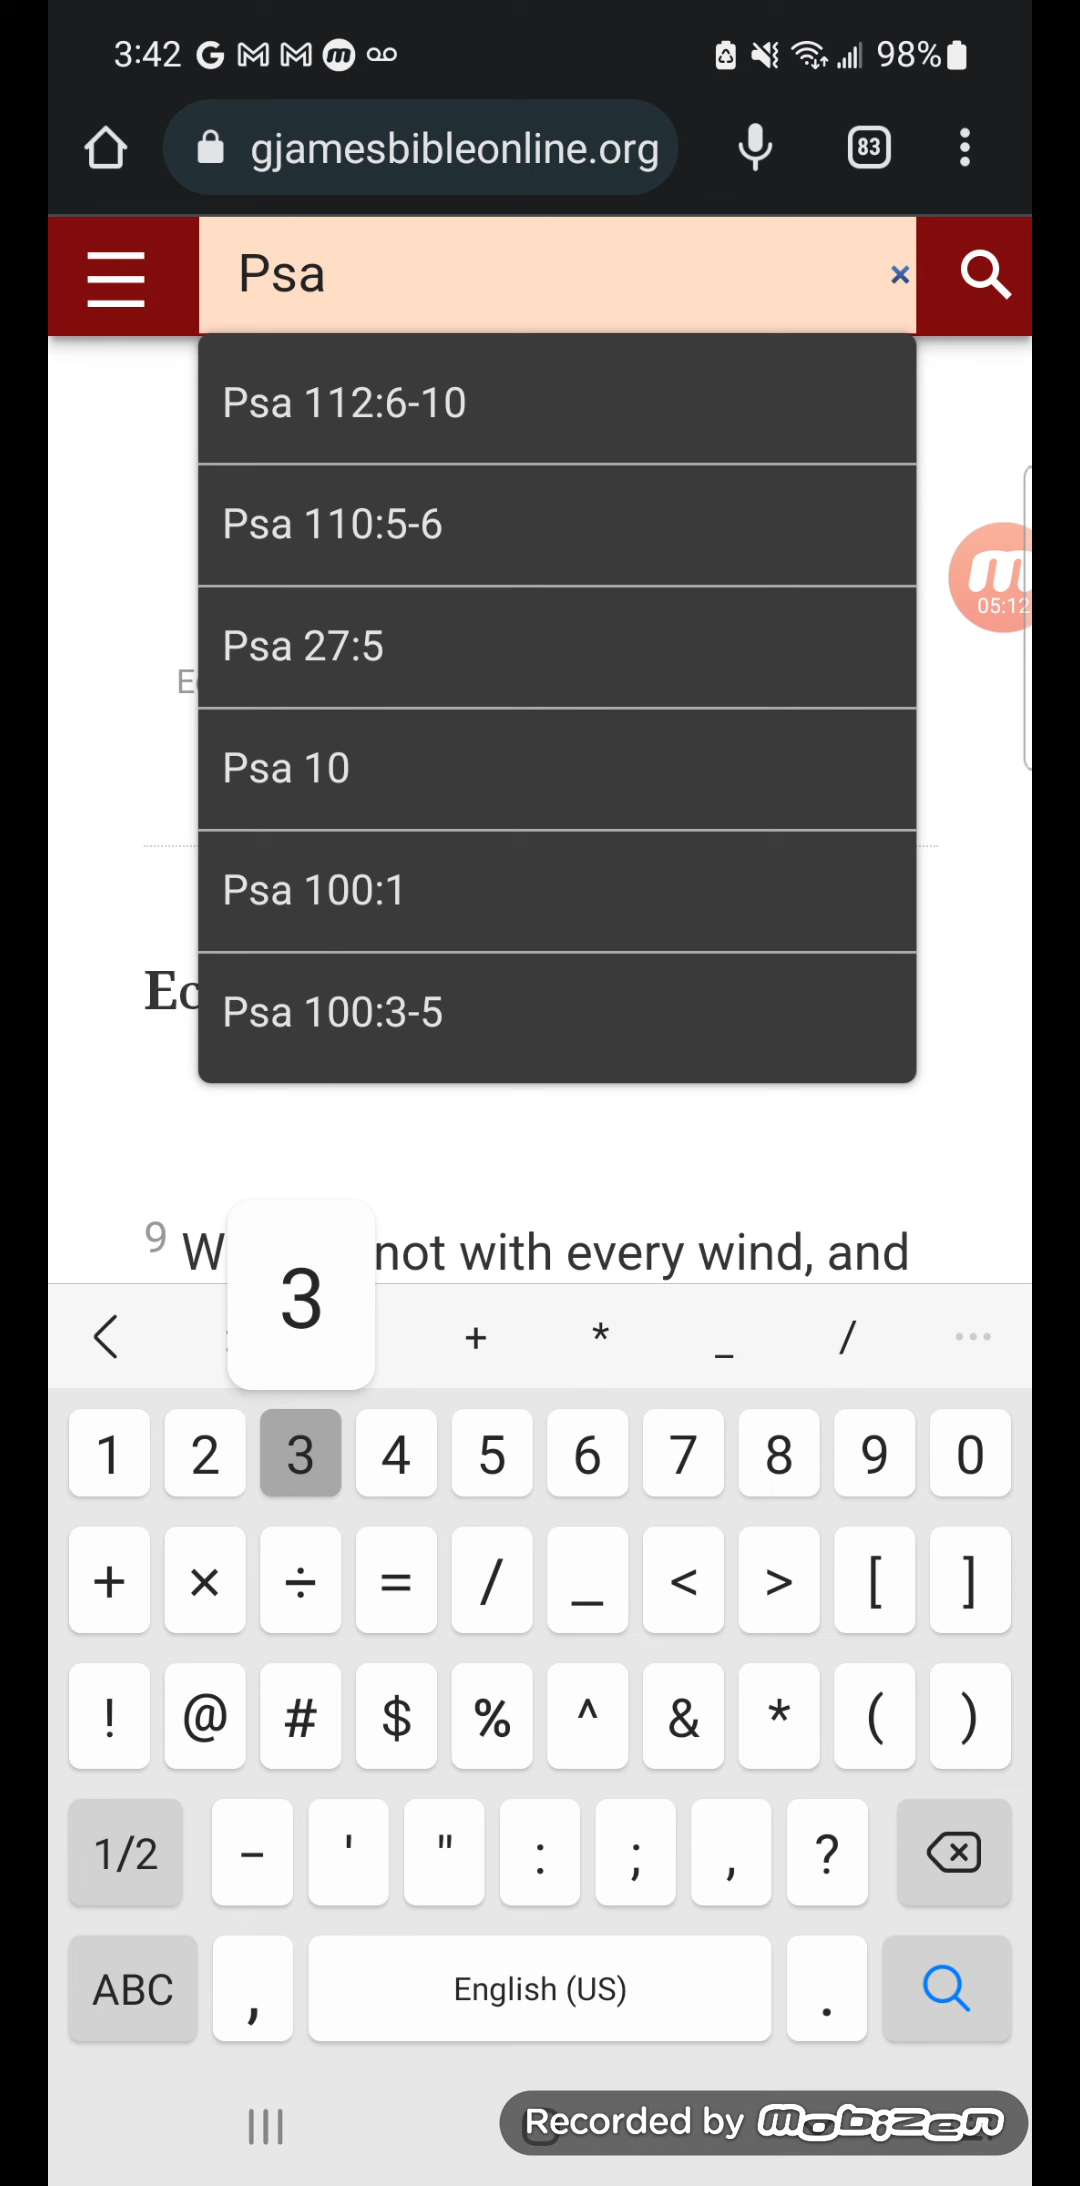 3:42 98%
gjamesbibleonline.org 83
Psa ×
Psa 112:6-10
Psa 110:5-6
Psa 27:5
05:12
Psa 10
Psa 100:1
Ec
Psa 100:3-5
9 W not with every wind, and
3
+ * _ / ...
1 2 3 4 5 6 7 8 9 0
+ × ÷ = / _ < > [ ]
! @ # $ % ^ & * ( )
1/2 - ' " : ; , ?
ABC , English (US) .
Recorded by mobizen